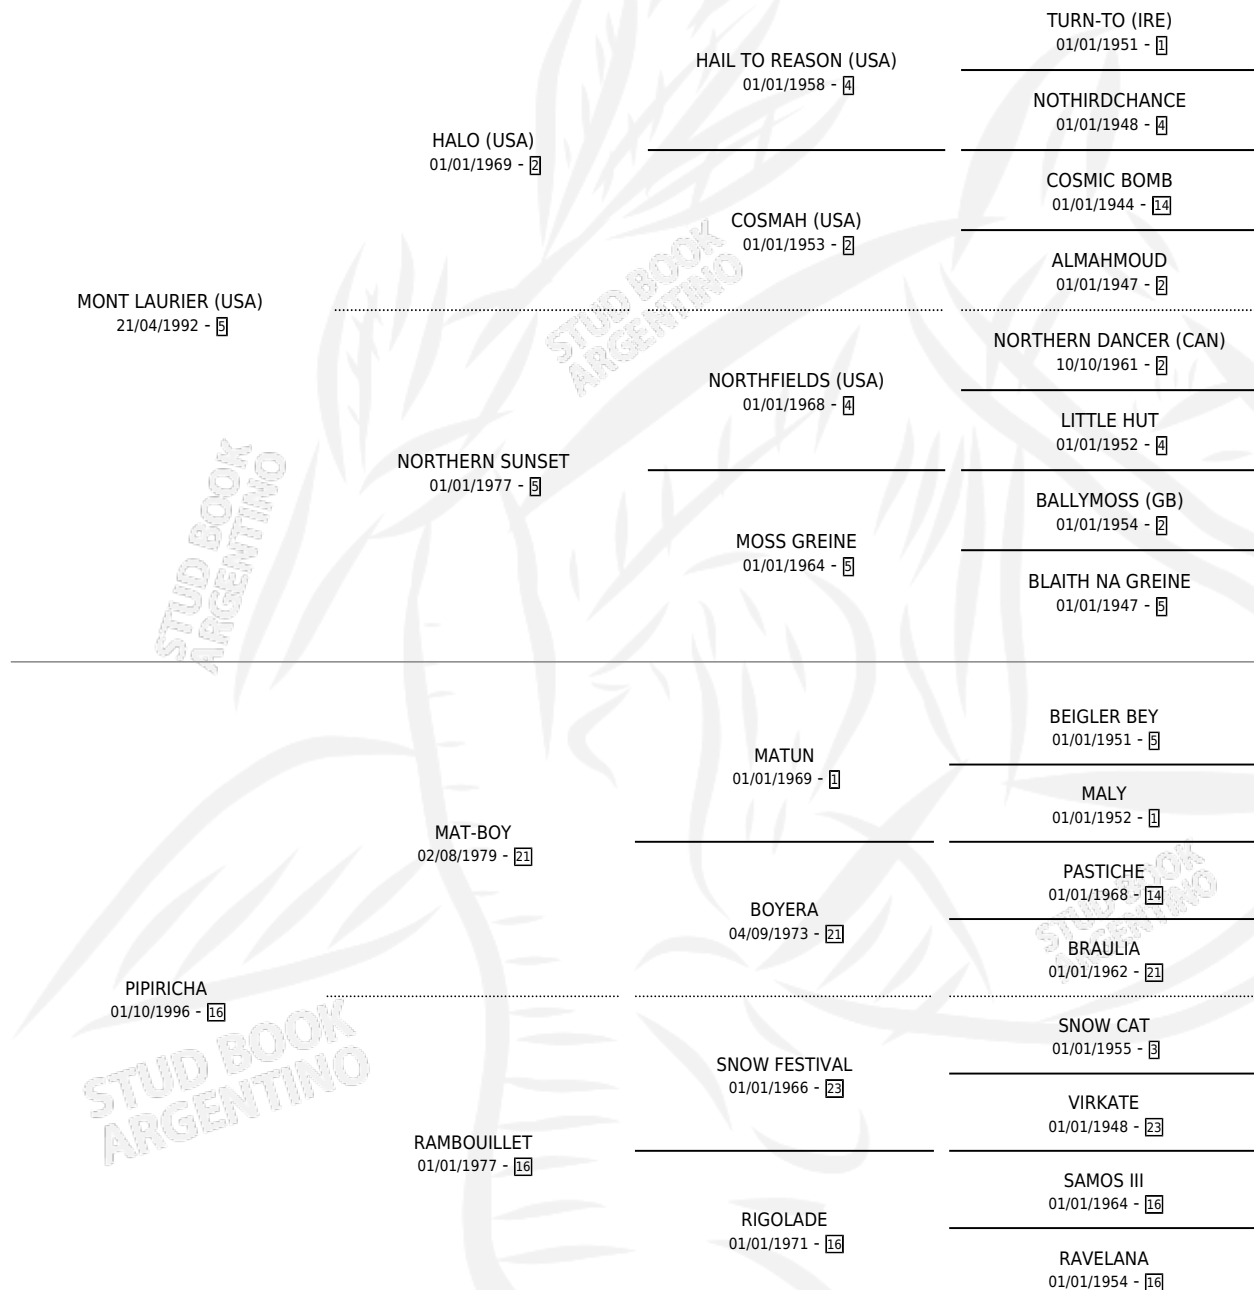 TURN-TO (IRE)
01/01/1951 - 1
HAIL TO REASON (USA)
01/01/1958 - 4
NOTHIRDCHANCE
01/01/1948 - 4
HALO (USA)
01/01/1969 - 2
COSMIC BOMB
01/01/1944 - 14
COSMAH (USA)
01/01/1953 - 2
ALMAHMOUD
01/01/1947 - 2
MONT LAURIER (USA)
21/04/1992 - 5
STUD BOOK
ARGENTINO
NORTHERN DANCER (CAN)
10/10/1961 - 2
NORTHFIELDS (USA)
01/01/1968 - 4
LITTLE HUT
01/01/1952 - 4
NORTHERN SUNSET
01/01/1977 - 5
BALLYMOSS (GB)
01/01/1954 - 2
MOSS GREINE
01/01/1964 - 5
BLAITH NA GREINE
01/01/1947 - 5
STUD BOOK
ARGENTINO
BEIGLER BEY
01/01/1951 - 5
MATUN
01/01/1969 - 1
MALY
01/01/1952 - 1
MAT-BOY
02/08/1979 - 21
PASTICHE
01/01/1968 - 14
BOYERA
04/09/1973 - 21
BRAULIA
01/01/1962 - 21
STUD BOOK
ARGENTINO
PIPIRICHA
01/10/1996 - 16
SNOW CAT
01/01/1955 - 3
SNOW FESTIVAL
01/01/1966 - 23
VIRKATE
01/01/1948 - 23
STUD BOOK
ARGENTINO
RAMBOUILLET
01/01/1977 - 16
SAMOS III
01/01/1964 - 16
RIGOLADE
01/01/1971 - 16
RAVELANA
01/01/1954 - 16